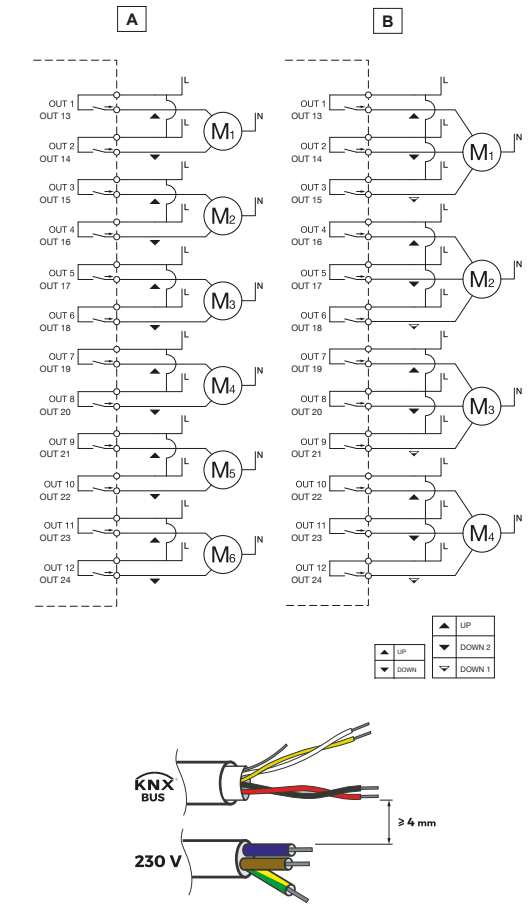 A
L
OUT 1
OUT 13
L
OUT 2
OUT 14
M1
N
L
OUT 3
OUT 15
L
OUT 4
OUT 16
M2
N
L
OUT 5
OUT 17
L
OUT 6
OUT 18
M3
N
L
OUT 7
OUT 19
L
OUT 8
OUT 20
M4
N
L
OUT 9
OUT 21
L
OUT 10
OUT 22
M5
N
L
OUT 11
OUT 23
L
OUT 12
OUT 24
M6
N
B
L
OUT 1
OUT 13
L
OUT 2
OUT 14
M1
N
L
OUT 3
OUT 15
L
OUT 4
OUT 16
L
OUT 5
OUT 17
M2
N
L
OUT 6
OUT 18
L
OUT 7
OUT 19
L
OUT 8
OUT 20
M3
N
L
OUT 9
OUT 21
L
OUT 10
OUT 22
L
OUT 11
OUT 23
M4
N
L
OUT 12
OUT 24
UP
DOWN
UP
DOWN 2
DOWN 1
KNX
BUS
⩾ 4 mm
230 V